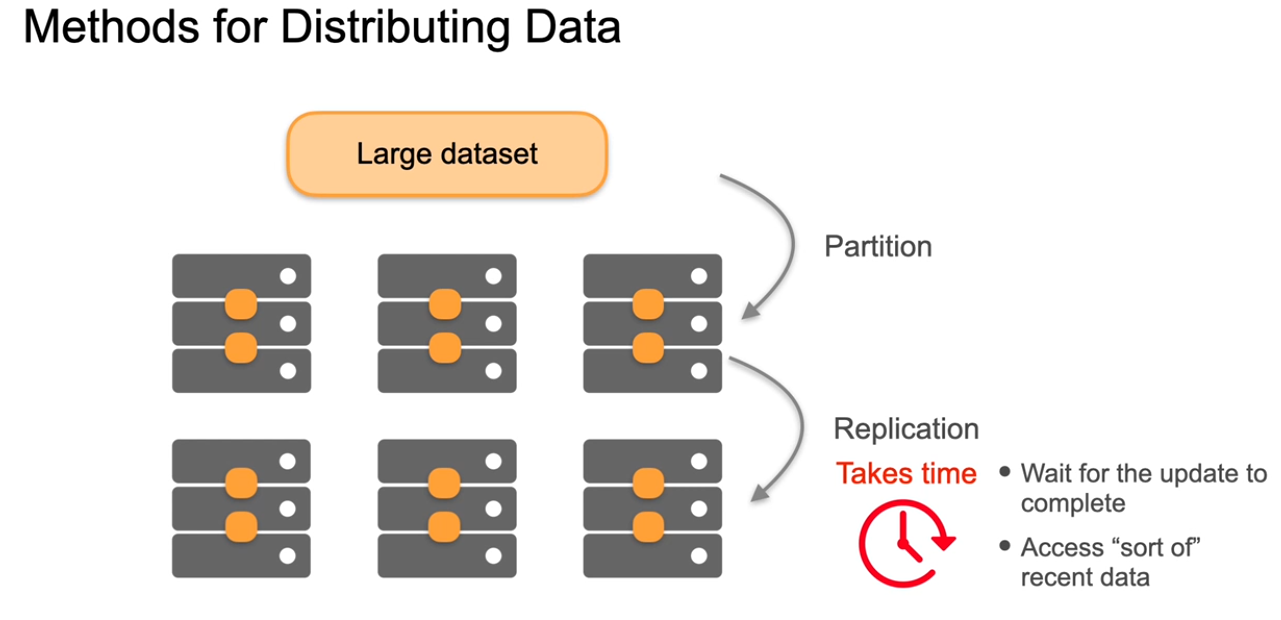 Methods for Distributing Data
Large dataset
Partition
Replication
Takes time
• Wait for the update to
complete
• Access “sort of”
recent data